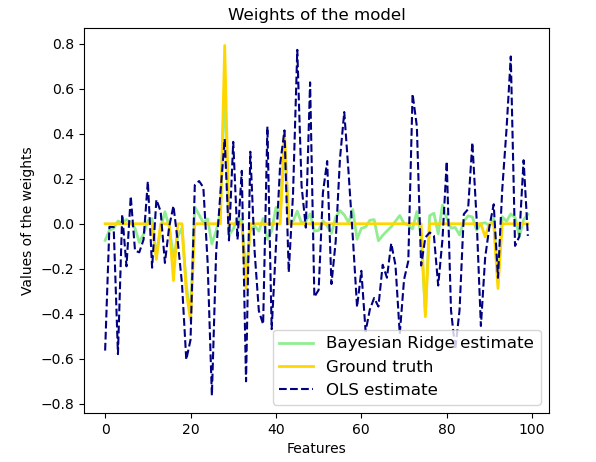 Weights of the model
Values of the weights
0.8
0.6
0.4
0.2
0.0
−0.2
−0.4
−0.6
−0.8
Bayesian Ridge estimate
Ground truth
OLS estimate
0 20 40 60 80 100
Features